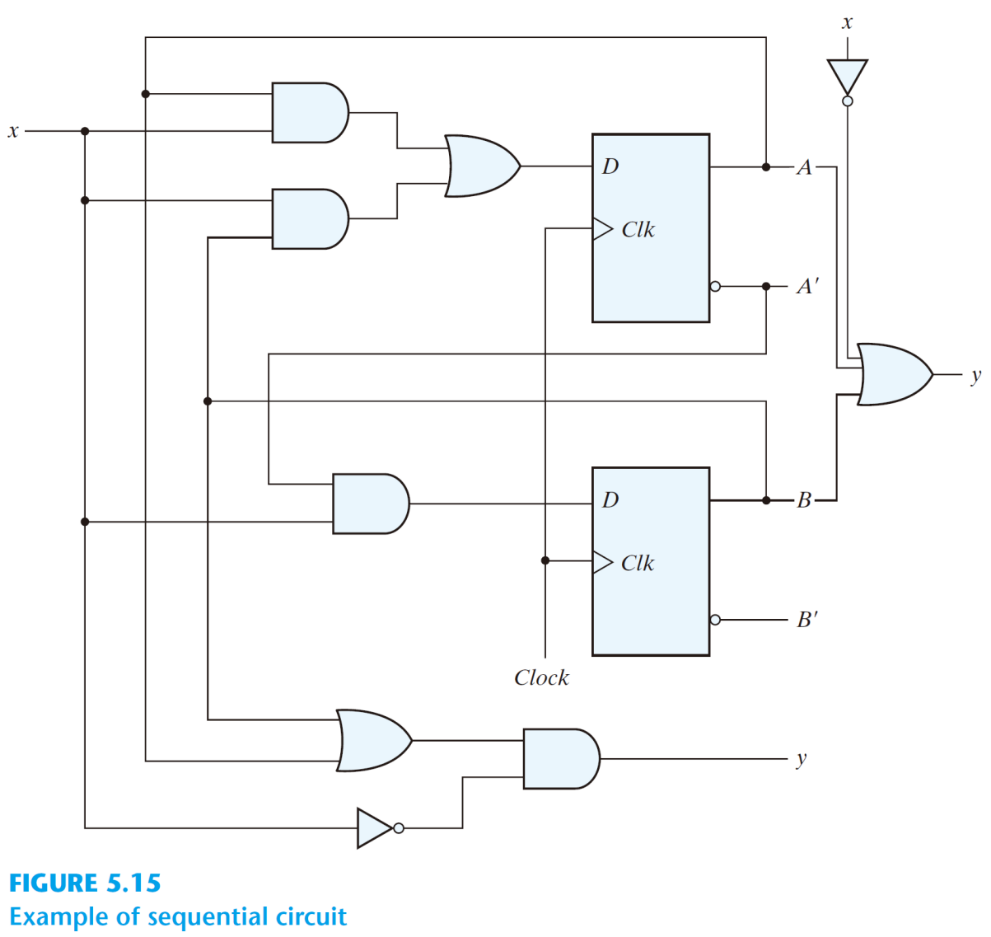 x
x
D
A
Clk
A'
y
D
B
Clk
B'
Clock
y
FIGURE 5.15
Example of sequential circuit